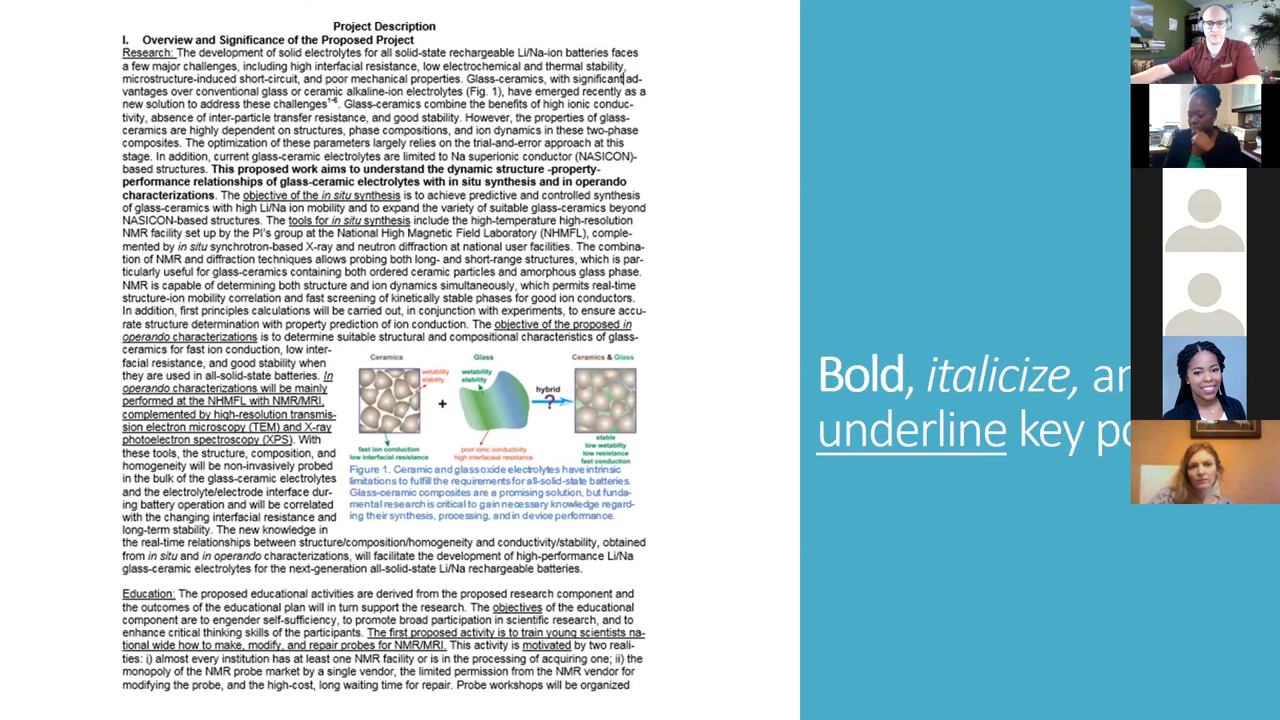 Project Description
I. Overview and Significance of the Proposed Project
Research: The development of solid electrolytes for all solid-state rechargeable Li/Na-ion batteries faces
a few major challenges, including high interfacial resistance, low electrochemical and thermal stability,
microstructure-induced short-circuit, and poor mechanical properties. Glass-ceramics, with significant ad-
vantages over conventional glass or ceramic alkaline-ion electrolytes (Fig. 1), have emerged recently as a
new solution to address these challenges1-6. Glass-ceramics combine the benefits of high ionic conduc-
tivity, absence of inter-particle transfer resistance, and good stability. However, the properties of glass-
ceramics are highly dependent on structures, phase compositions, and ion dynamics in these two-phase
composites. The optimization of these parameters largely relies on the trial-and-error approach at this
stage. In addition, current glass-ceramic electrolytes are limited to Na superionic conductor (NASICON)-
based structures. This proposed work aims to understand the dynamic structure -property-
performance relationships of glass-ceramic electrolytes with in situ synthesis and in operando
characterizations. The objective of the in situ synthesis is to achieve predictive and controlled synthesis
of glass-ceramics with high Li/Na ion mobility and to expand the variety of suitable glass-ceramics beyond
NASICON-based structures. The tools for in situ synthesis include the high-temperature high-resolution
NMR facility set up by the PI's group at the National High Magnetic Field Laboratory (NHMFL), comple-
mented by in situ synchrotron-based X-ray and neutron diffraction at national user facilities. The combina-
tion of NMR and diffraction techniques allows probing both long- and short-range structures, which is par-
ticularly useful for glass-ceramics containing both ordered ceramic particles and amorphous glass phase.
NMR is capable of determining both structure and ion dynamics simultaneously, which permits real-time
structure-ion mobility correlation and fast screening of kinetically stable phases for good ion conductors.
In addition, first principles calculations will be carried out, in conjunction with experiments, to ensure accu-
rate structure determination with property prediction of ion conduction. The objective of the proposed in
operando characterizations is to determine suitable structural and compositional characteristics of glass-
ceramics for fast ion conduction, low inter-
facial resistance, and good stability when
they are used in all-solid-state batteries. In
operando characterizations will be mainly
performed at the NHMFL with NMR/MRI,
complemented by high-resolution transmis-
sion electron microscopy (TEM) and X-ray
photoelectron spectroscopy (XPS). With
these tools, the structure, composition, and
homogeneity will be non-invasively probed
in the bulk of the glass-ceramic electrolytes
and the electrolyte/electrode interface dur-
ing battery operation and will be correlated
with the changing interfacial resistance and
long-term stability. The new knowledge in
Ceramics
Glass
Ceramics & Glass
wetability
stability
wetability
stability
+
hybrid
?
fast ion conduction
low interfacial resistance
poor ionic conductivity
high interfaceial resistance
stable
low wetability
low resistance
fast conduction
Figure 1. Ceramic and glass oxide electrolytes have intrinsic
limitations to fulfill the requirements for all-solid-state batteries.
Glass-ceramic composites are a promising solution, but funda-
mental research is critical to gain necessary knowledge regard-
ing their synthesis, processing, and in device performance.
the real-time relationships between structure/composition/homogeneity and conductivity/stability, obtained
from in situ and in operando characterizations, will facilitate the development of high-performance Li/Na
glass-ceramic electrolytes for the next-generation all-solid-state Li/Na rechargeable batteries.
Education: The proposed educational activities are derived from the proposed research component and
the outcomes of the educational plan will in turn support the research. The objectives of the educational
component are to engender self-sufficiency, to promote broad participation in scientific research, and to
enhance critical thinking skills of the participants. The first proposed activity is to train young scientists na-
tional wide how to make, modify, and repair probes for NMR/MRI. This activity is motivated by two reali-
ties: i) almost every institution has at least one NMR facility or is in the processing of acquiring one; ii) the
monopoly of the NMR probe market by a single vendor, the limited permission from the NMR vendor for
modifying the probe, and the high-cost, long waiting time for repair. Probe workshops will be organized
Bold, italicize, an
underline key po